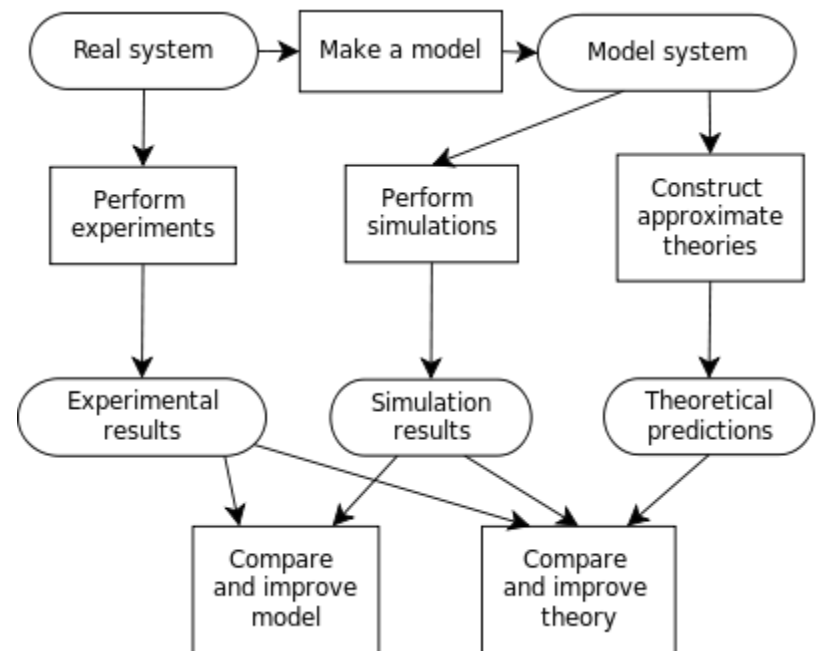 Real system
Make a model
Model system
Perform
experiments
Perform
simulations
Construct
approximate
theories
Experimental
results
Simulation
results
Theoretical
predictions
Compare
and improve
model
Compare
and improve
theory